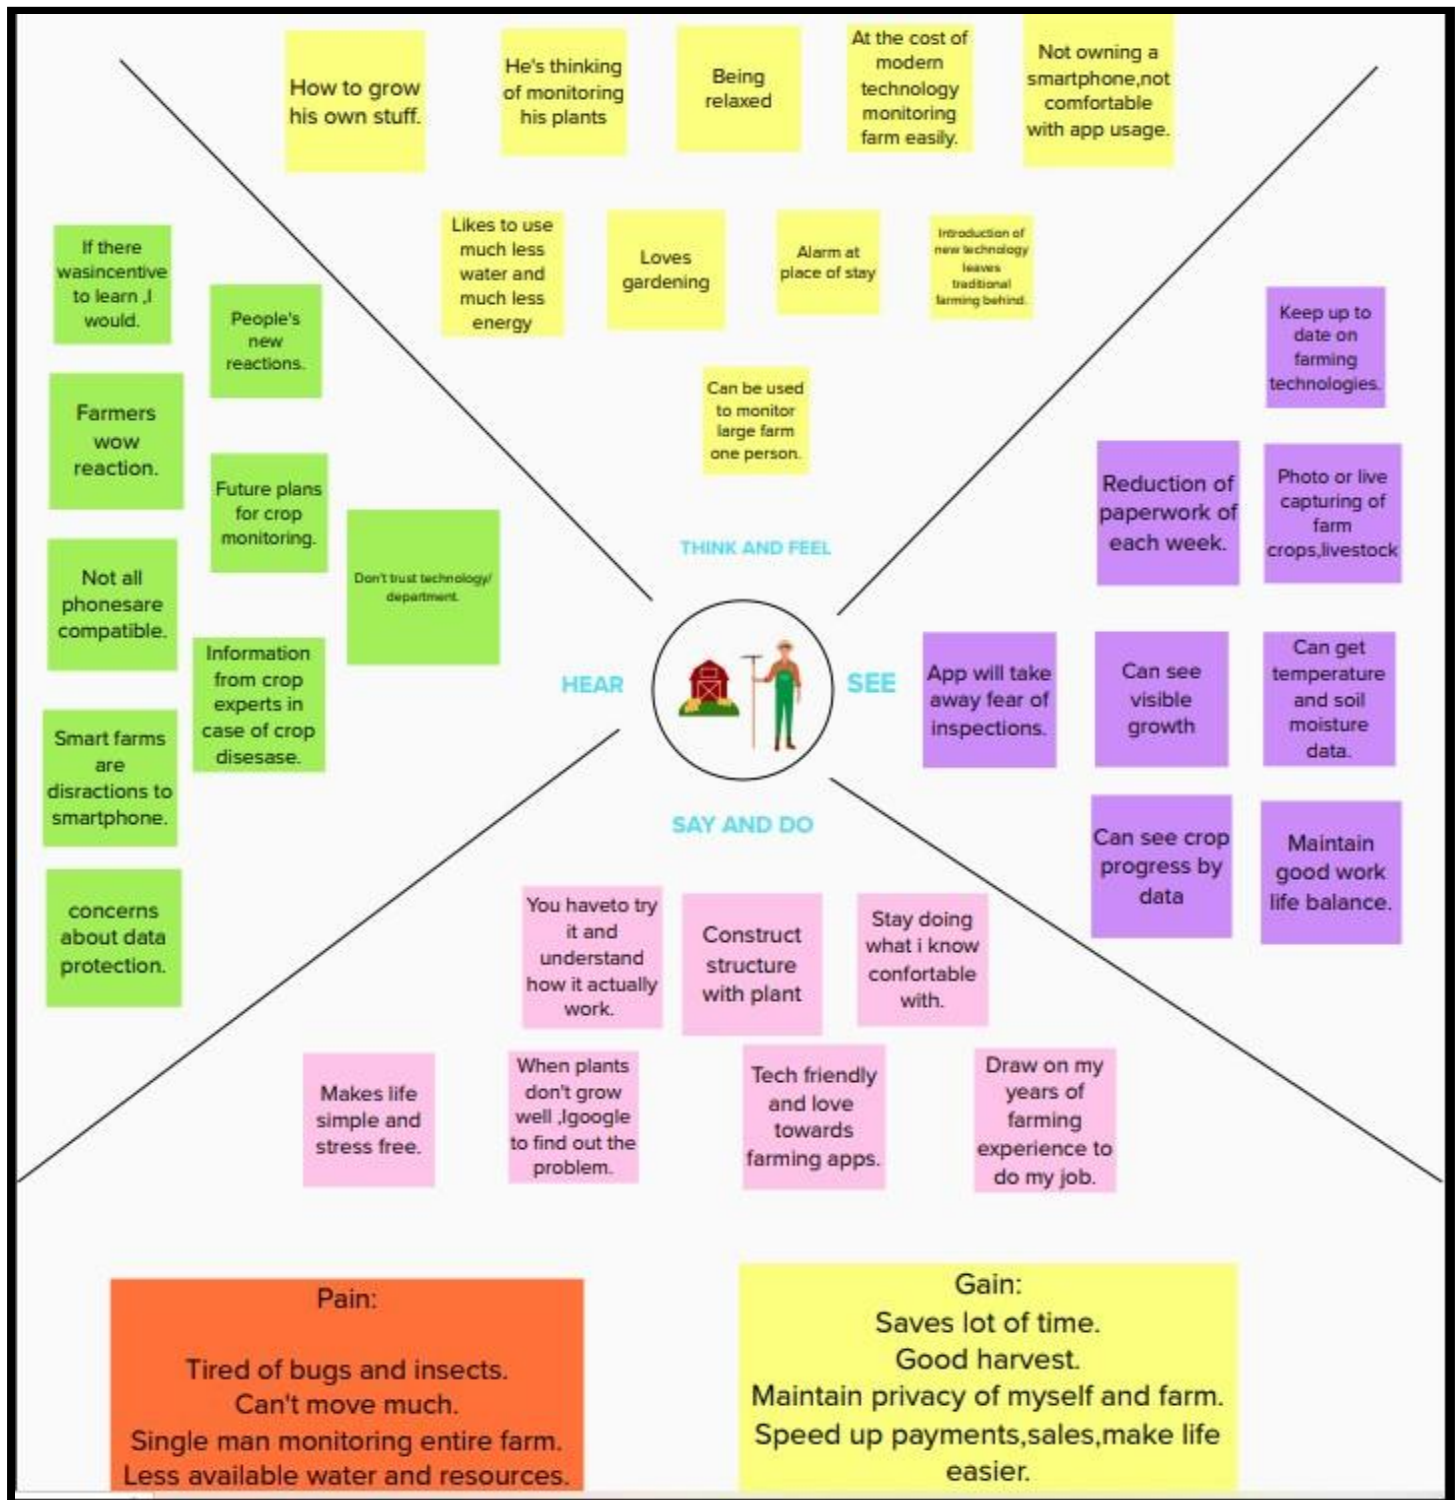 How to grow
his own stuff.
He's thinking
of monitoring
his plants
Being
relaxed
At the cost of
modern
technology
monitoring
farm easily.
Not owning a
smartphone,not
comfortable
with app usage.
Likes to use
much less
water and
much less
energy
Loves
gardening
Alarm at
place of stay
Introduction of
new technology
leaves
traditional
farming behind.
Can be used
to monitor
large farm
one person.
THINK AND FEEL
If there
wasincentive
to learn ,I
would.
People's
new
reactions.
Farmers
wow
reaction.
Future plans
for crop
monitoring.
Don't trust technology/
department.
Not all
phonesare
compatible.
Information
from crop
experts in
case of crop
disesase.
Smart farms
are
disractions to
smartphone.
concerns
about data
protection.
HEAR
SEE
Keep up to
date on
farming
technologies.
Reduction of
paperwork of
each week.
Photo or live
capturing of
farm
crops,livestock
App will take
away fear of
inspections.
Can see
visible
growth
Can get
temperature
and soil
moisture
data.
Can see crop
progress by
data
Maintain
good work
life balance.
SAY AND DO
You haveto try
it and
understand
how it actually
work.
Construct
structure
with plant
Stay doing
what i know
confortable
with.
Makes life
simple and
stress free.
When plants
don't grow
well ,Igoogle
to find out the
problem.
Tech friendly
and love
towards
farming apps.
Draw on my
years of
farming
experience to
do my job.
Pain:
Tired of bugs and insects.
Can't move much.
Single man monitoring entire farm.
Less available water and resources.
Gain:
Saves lot of time.
Good harvest.
Maintain privacy of myself and farm.
Speed up payments,sales,make life
easier.